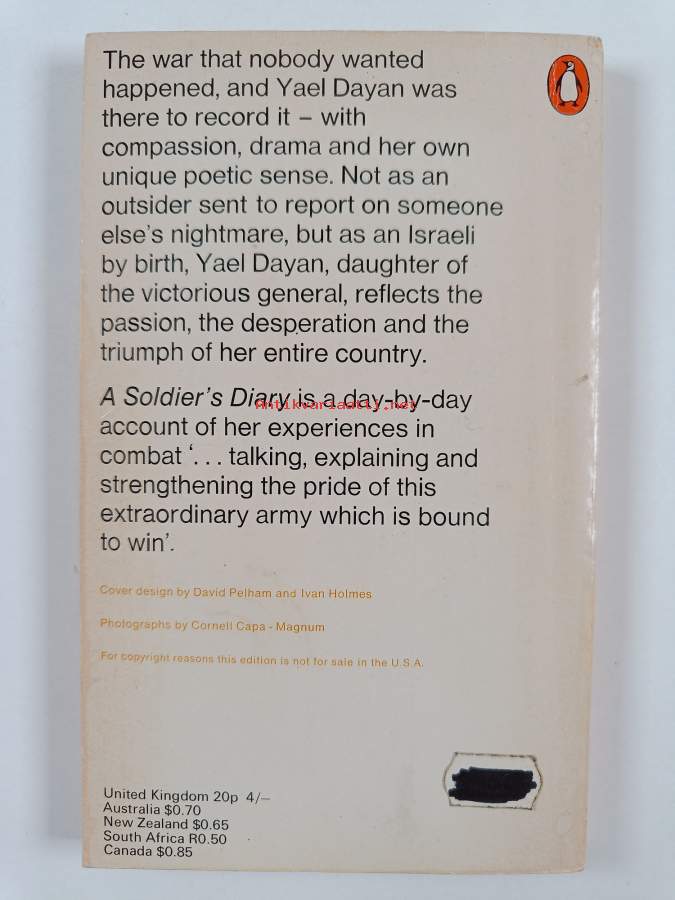 The war that nobody wanted
happened, and Yael Dayan was
there to record it – with
compassion, drama and her own
unique poetic sense. Not as an
outsider sent to report on someone
else's nightmare, but as an Israeli
by birth, Yael Dayan, daughter of
the victorious general, reflects the
passion, the desperation and the
triumph of her entire country.
A Soldier's Diary is a day-by-day
Antikvariaatti.net
account of her experiences in
combat '. . . talking, explaining and
strengthening the pride of this
extraordinary army which is bound
to win'.
Cover design by David Pelham and Ivan Holmes
Photographs by Cornell Capa - Magnum
For copyright reasons this edition is not for sale in the U.S.A.
United Kingdom 20p 4/–
Australia $0.70
New Zealand $0.65
South Africa R0.50
Canada $0.85